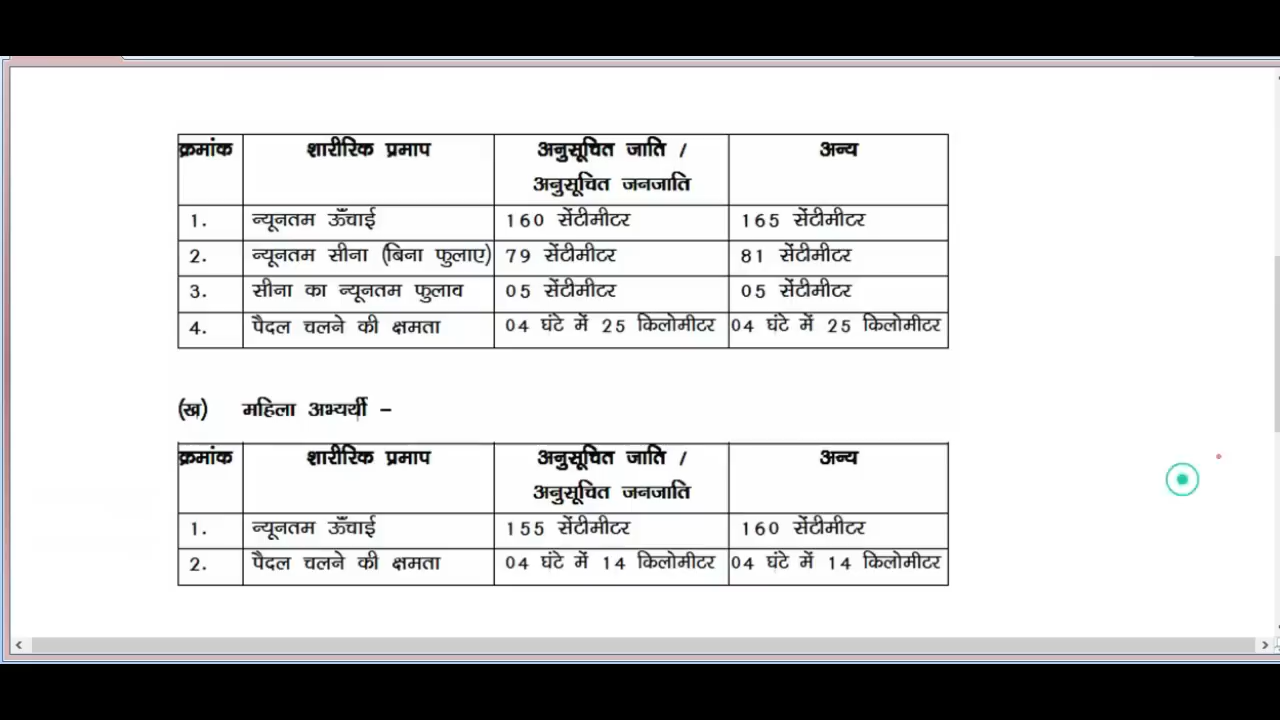 क्रमांक शारीरिक प्रमाप अनुसूचित जाति / अन्य
अनुसूचित जनजाति
1. न्यूनतम ऊँचाई 160 सेंटीमीटर 165 सेंटीमीटर
2. न्यूनतम सीना (बिना फुलाए) 79 सेंटीमीटर 81 सेंटीमीटर
3. सीना का न्यूनतम फुलाव 05 सेंटीमीटर 05 सेंटीमीटर
4. पैदल चलने की क्षमता 04 घंटे में 25 किलोमीटर 04 घंटे में 25 किलोमीटर
(ख) महिला अभ्यर्थी –
क्रमांक शारीरिक प्रमाप अनुसूचित जाति / अन्य
अनुसूचित जनजाति
1. न्यूनतम ऊँचाई 155 सेंटीमीटर 160 सेंटीमीटर
2. पैदल चलने की क्षमता 04 घंटे में 14 किलोमीटर 04 घंटे में 14 किलोमीटर